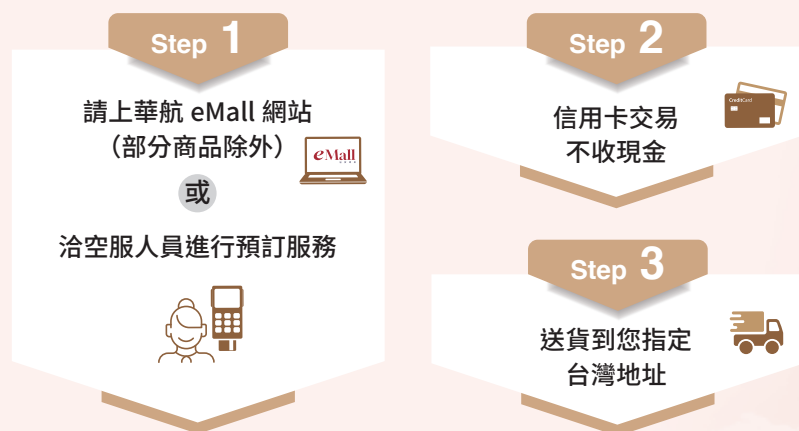 Step 1
請上華航 eMall 網站
（部分商品除外）
eMall
或
洽空服人員進行預訂服務
Step 2
信用卡交易
不收現金
CreditCard
Step 3
送貨到您指定
台灣地址